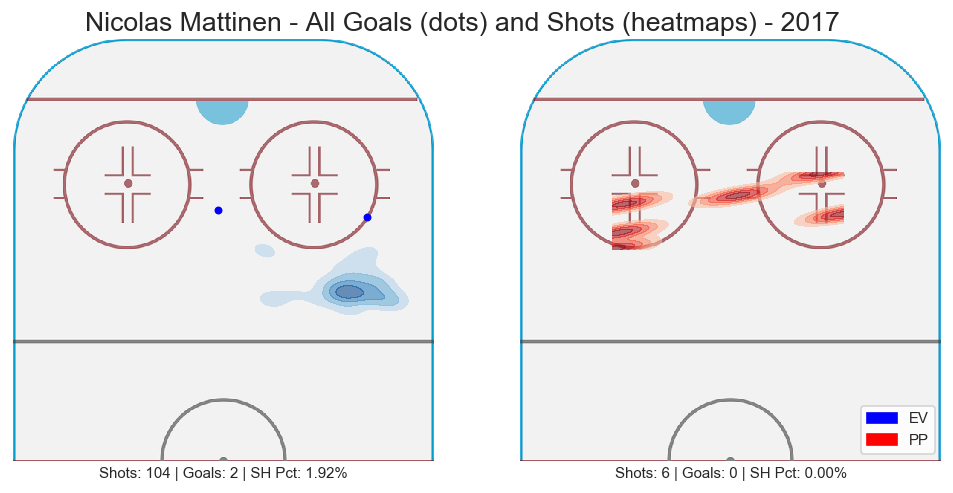 Nicolas Mattinen - All Goals (dots) and Shots (heatmaps) - 2017
EV
PP
Shots: 104 | Goals: 2 | SH Pct: 1.92%
Shots: 6 | Goals: 0 | SH Pct: 0.00%